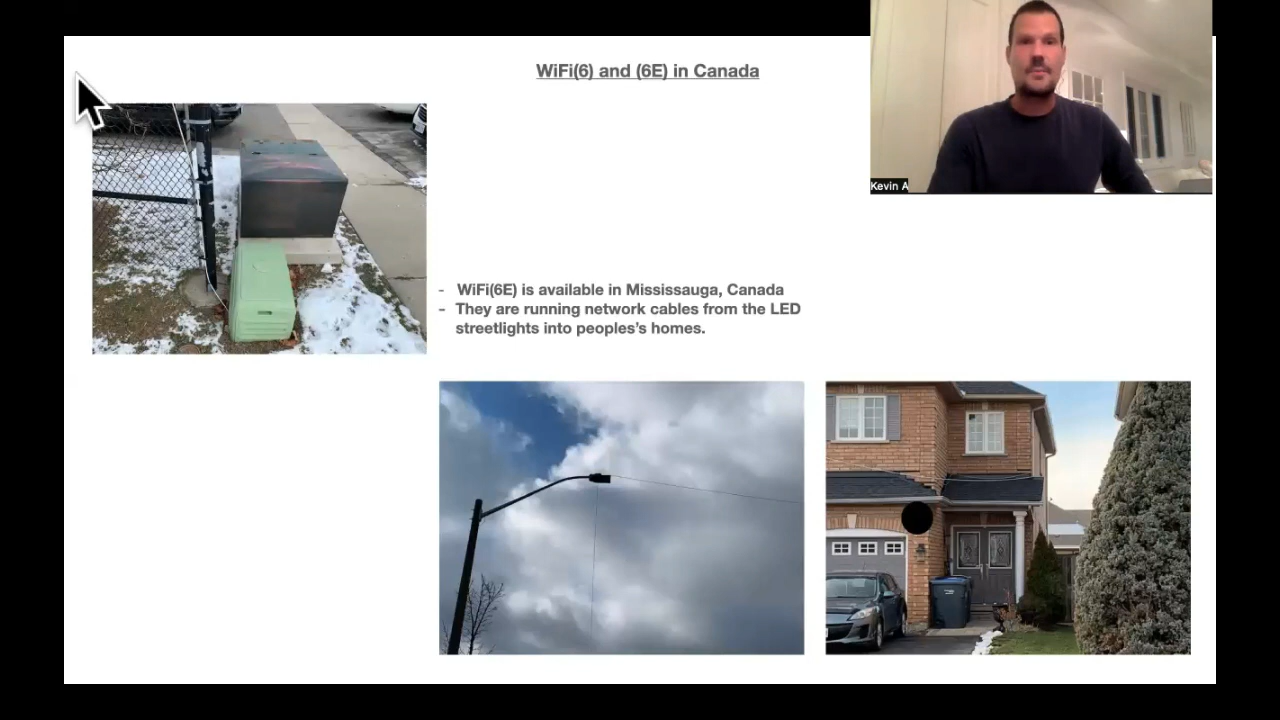 WiFi(6) and (6E) in Canada
Kevin A
- WiFi(6E) is available in Mississauga, Canada
- They are running network cables from the LED
streetlights into peoples's homes.